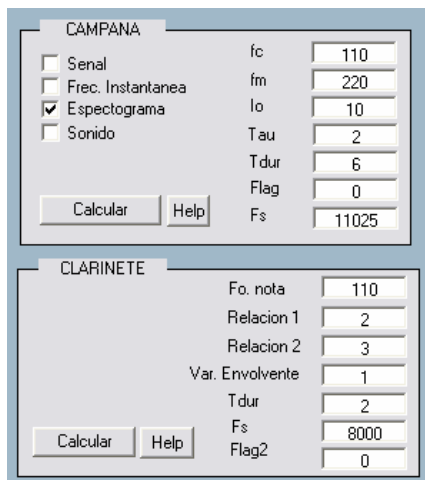 CAMPANA
Senal
Frec. Instantanea
Espectograma
Sonido
fc 110
fm 220
Io 10
Tau 2
Tdur 6
Flag 0
Fs 11025
Calcular Help
CLARINETE
Fo. nota 110
Relacion 1 2
Relacion 2 3
Var. Envolvente 1
Tdur 2
Fs 8000
Flag2 0
Calcular Help